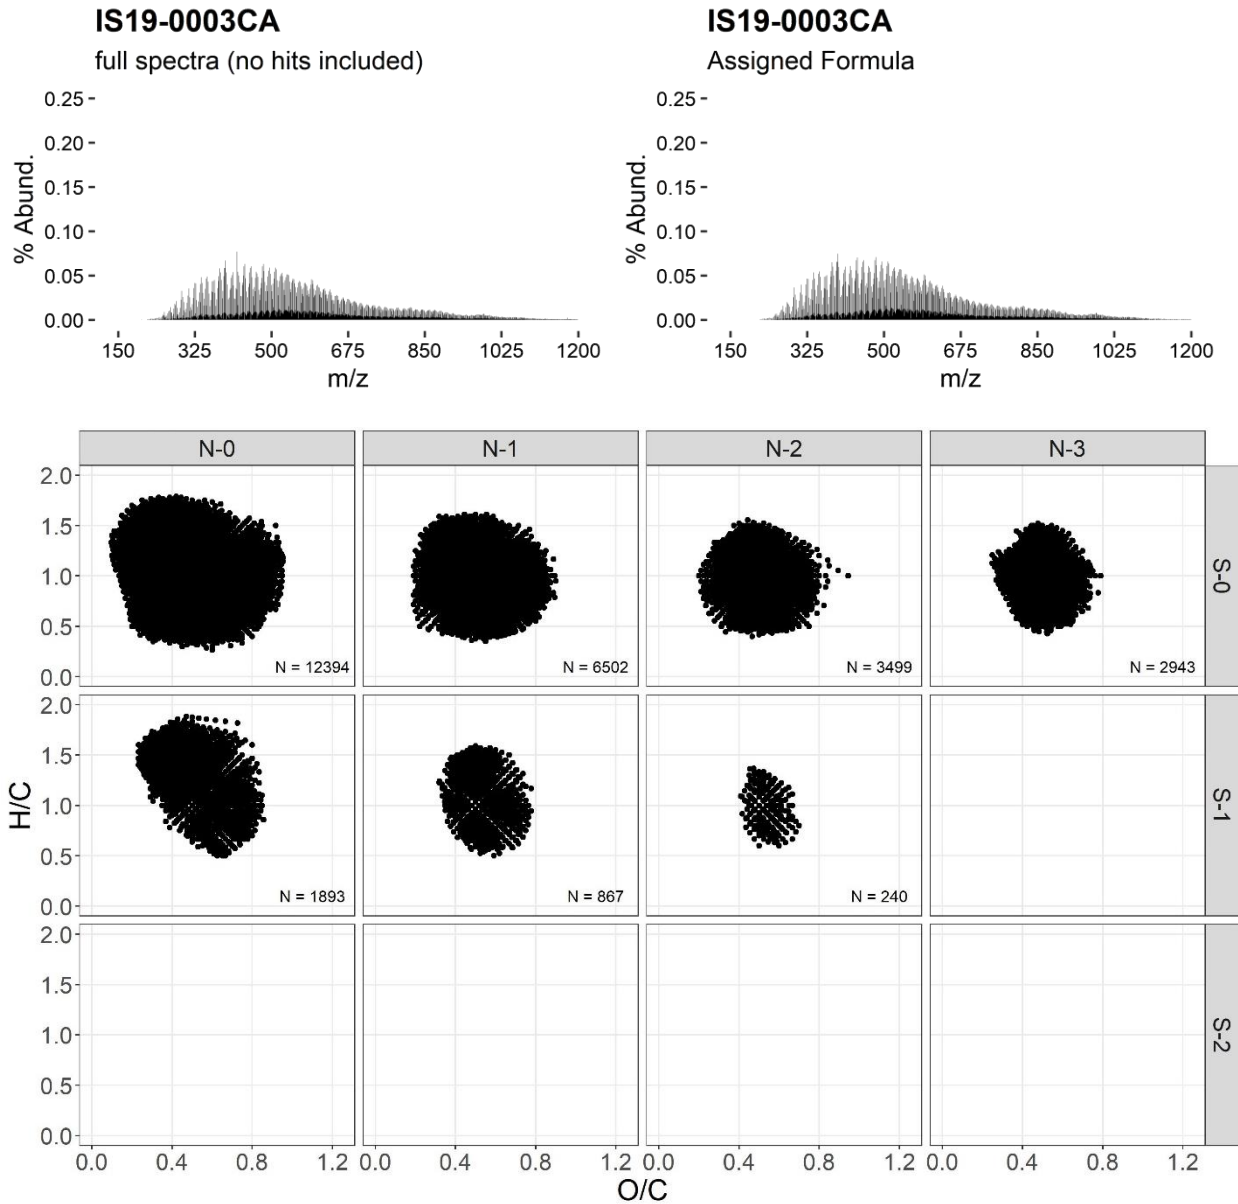 IS19-0003CA
full spectra (no hits included)
0.25
0.20
0.15
0.10
0.05
0.00
% Abund.
150 325 500 675 850 1025 1200
m/z
IS19-0003CA
Assigned Formula
0.25
0.20
0.15
0.10
0.05
0.00
% Abund.
150 325 500 675 850 1025 1200
m/z
N-0 N-1 N-2 N-3
2.0
1.5
1.0
0.5
0.0
N = 12394 N = 6502 N = 3499 N = 2943
S-0
2.0
1.5
1.0
0.5
0.0
N = 1893 N = 867 N = 240
S-1
H/C
2.0
1.5
1.0
0.5
0.0
S-2
0.0 0.4 0.8 1.2 0.0 0.4 0.8 1.2 0.0 0.4 0.8 1.2 0.0 0.4 0.8 1.2
O/C